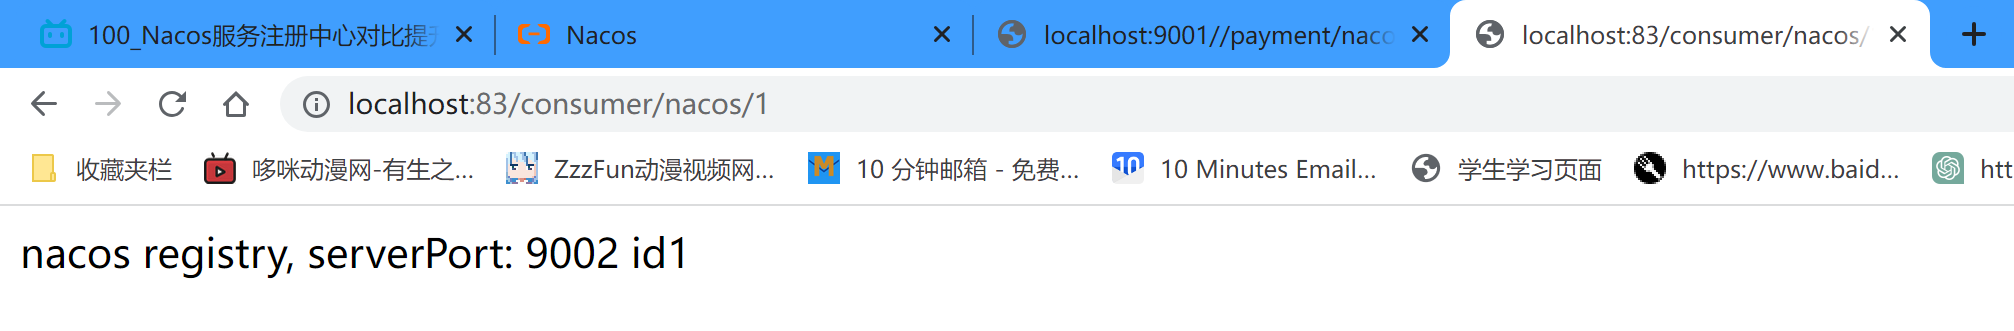 100_Nacos服务注册中心对比提升
Nacos
localhost:9001//payment/naco
localhost:83/consumer/nacos/
localhost:83/consumer/nacos/1
收藏夹栏
哆咪动漫网-有生之...
ZzzFun动漫视频网...
10 分钟邮箱 - 免费...
10 Minutes Email...
学生学习页面
https://www.baid...
htt
nacos registry, serverPort: 9002 id1